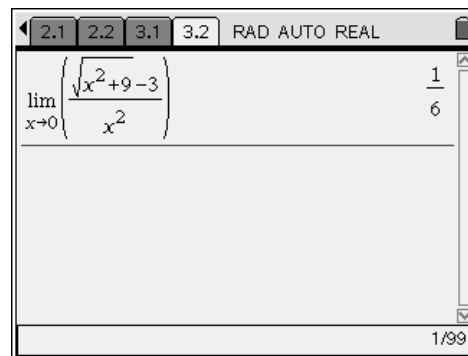 2.1 2.2 3.1 3.2 RAD AUTO REAL
lim x→0 ((√(x²+9)-3)/x²) 1/6
1/99